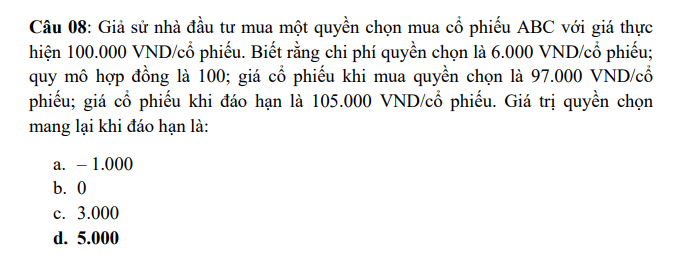 Câu 08: Giả sử nhà đầu tư mua một quyền chọn mua cổ phiếu ABC với giá thực
hiện 100.000 VND/cổ phiếu. Biết rằng chi phí quyền chọn là 6.000 VND/cổ phiếu;
quy mô hợp đồng là 100; giá cổ phiếu khi mua quyền chọn là 97.000 VND/cổ
phiếu; giá cổ phiếu khi đáo hạn là 105.000 VND/cổ phiếu. Giá trị quyền chọn
mang lại khi đáo hạn là:
a. – 1.000
b. 0
c. 3.000
d. 5.000